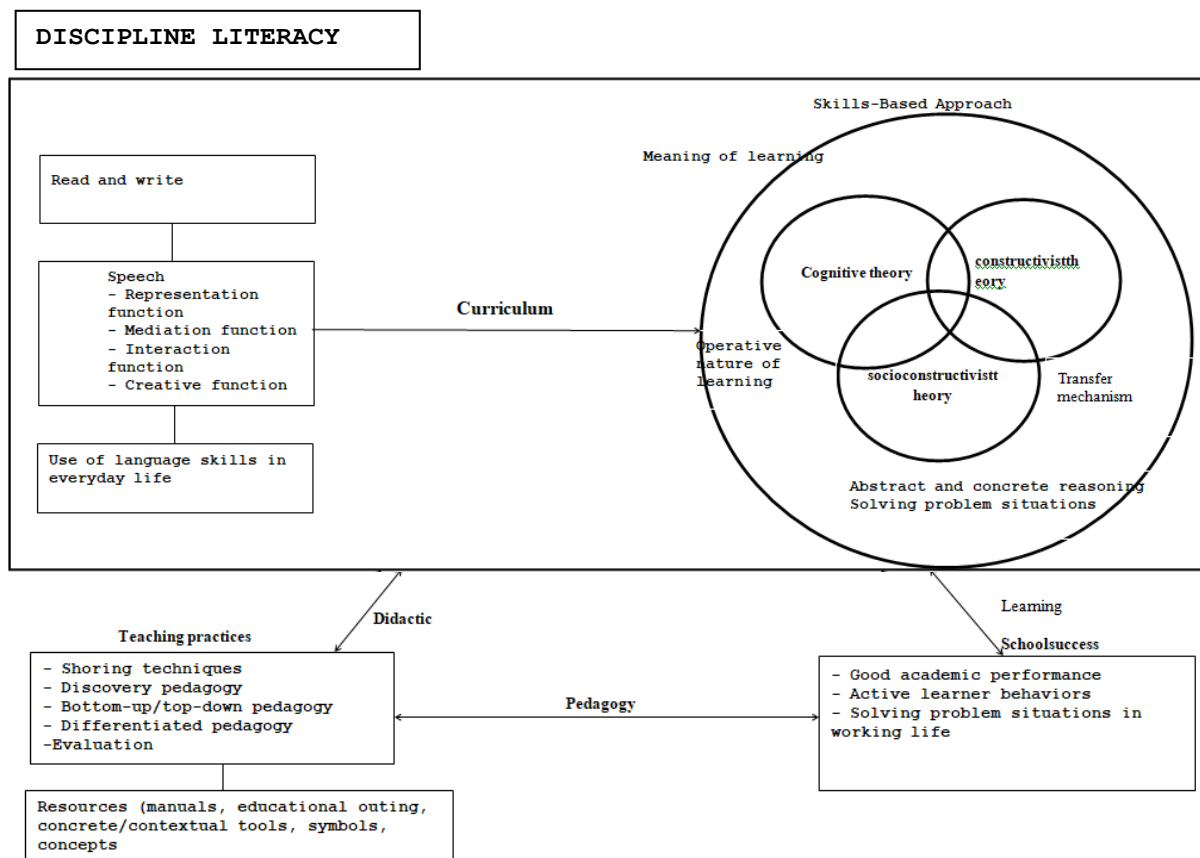 DISCIPLINE LITERACY
Skills-Based Approach
Meaning of learning
Read and write
Speech
- Representation
function
- Mediation function
- Interaction
function
- Creative function
Use of language skills in
everyday life
Curriculum
Cognitive theory
constructivistth
eory
Operative
nature of
learning
socioconstructivistt
heory
Transfer
mechanism
Abstract and concrete reasoning
Solving problem situations
Didactic
Learning
Teaching practices
- Shoring techniques
- Discovery pedagogy
- Bottom-up/top-down pedagogy
- Differentiated pedagogy
-Evaluation
Pedagogy
Schoolsuccess
- Good academic performance
- Active learner behaviors
- Solving problem situations in
working life
Resources (manuals, educational outing,
concrete/contextual tools, symbols,
concepts